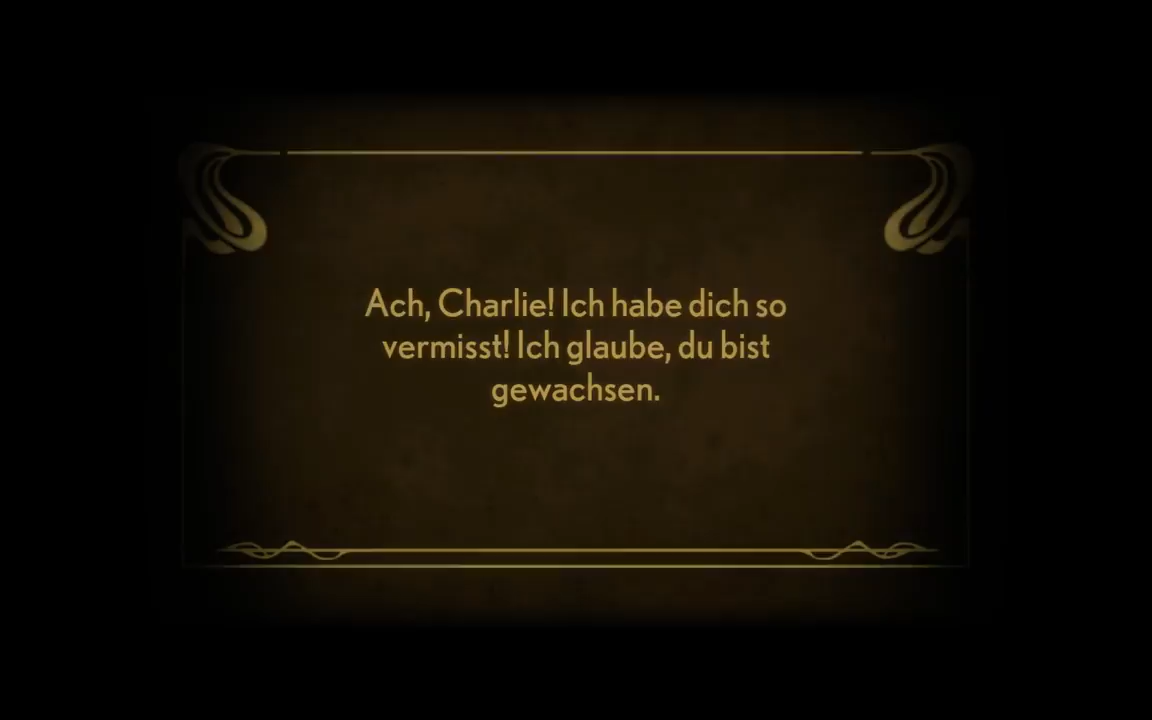 Ach, Charlie! Ich habe dich so
vermisst! Ich glaube, du bist
gewachsen.